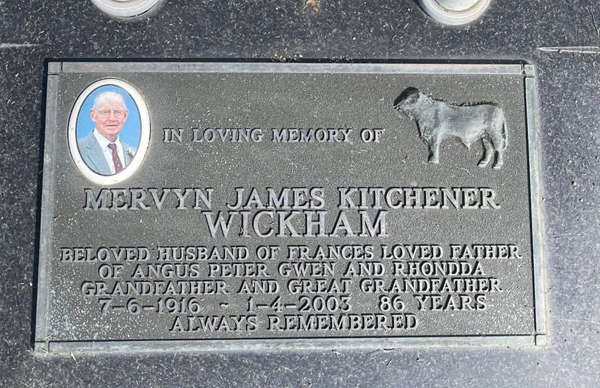 IN LOVING MEMORY OF
MERVYN JAMES KITCHENER
WICKHAM
BELOVED HUSBAND OF FRANCES LOVED FATHER
OF ANGUS PETER GWEN AND RHONDDA
GRANDFATHER AND GREAT GRANDFATHER
7-6-1916 - 1-4-2003 86 YEARS
ALWAYS REMEMBERED